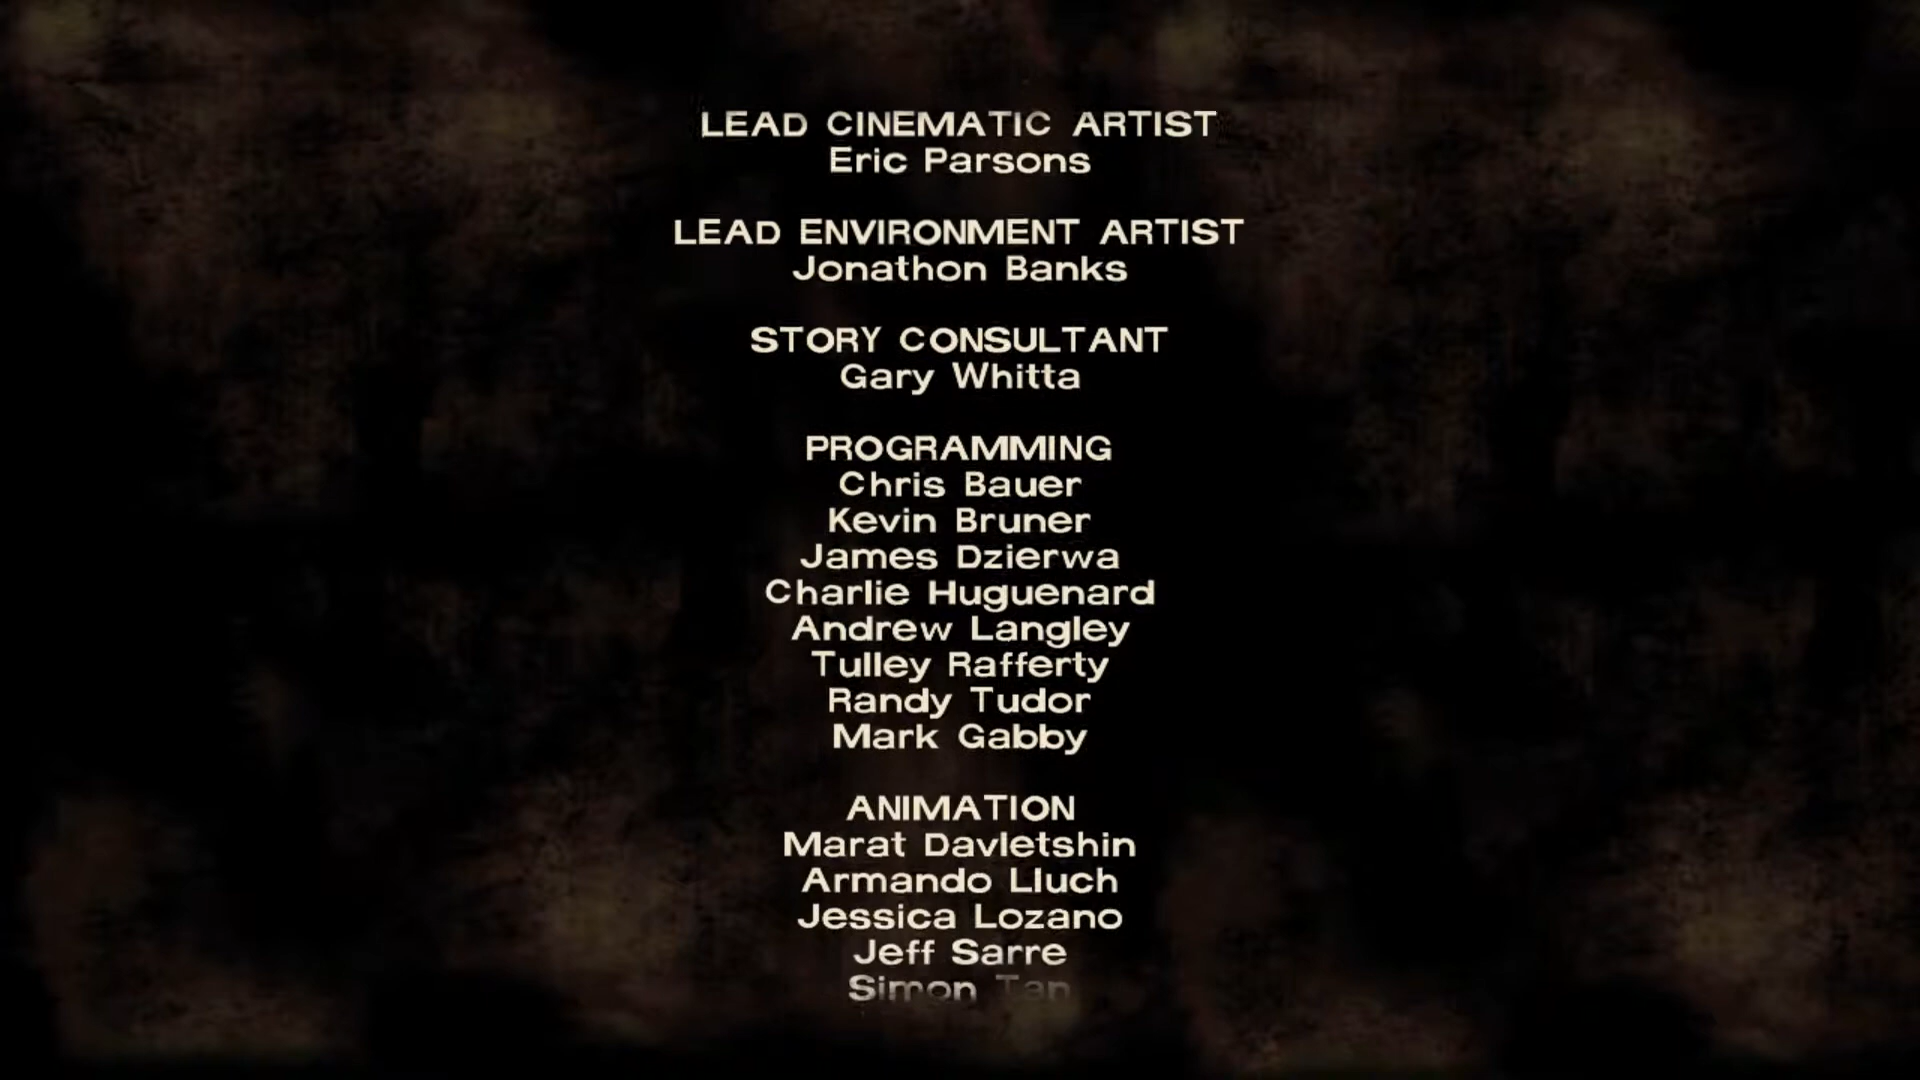 LEAD CINEMATIC ARTIST
Eric Parsons
LEAD ENVIRONMENT ARTIST
Jonathon Banks
STORY CONSULTANT
Gary Whitta
PROGRAMMING
Chris Bauer
Kevin Bruner
James Dzierwa
Charlie Huguenard
Andrew Langley
Tulley Rafferty
Randy Tudor
Mark Gabby
ANIMATION
Marat Davletshin
Armando Lluch
Jessica Lozano
Jeff Sarre
Simon Tan